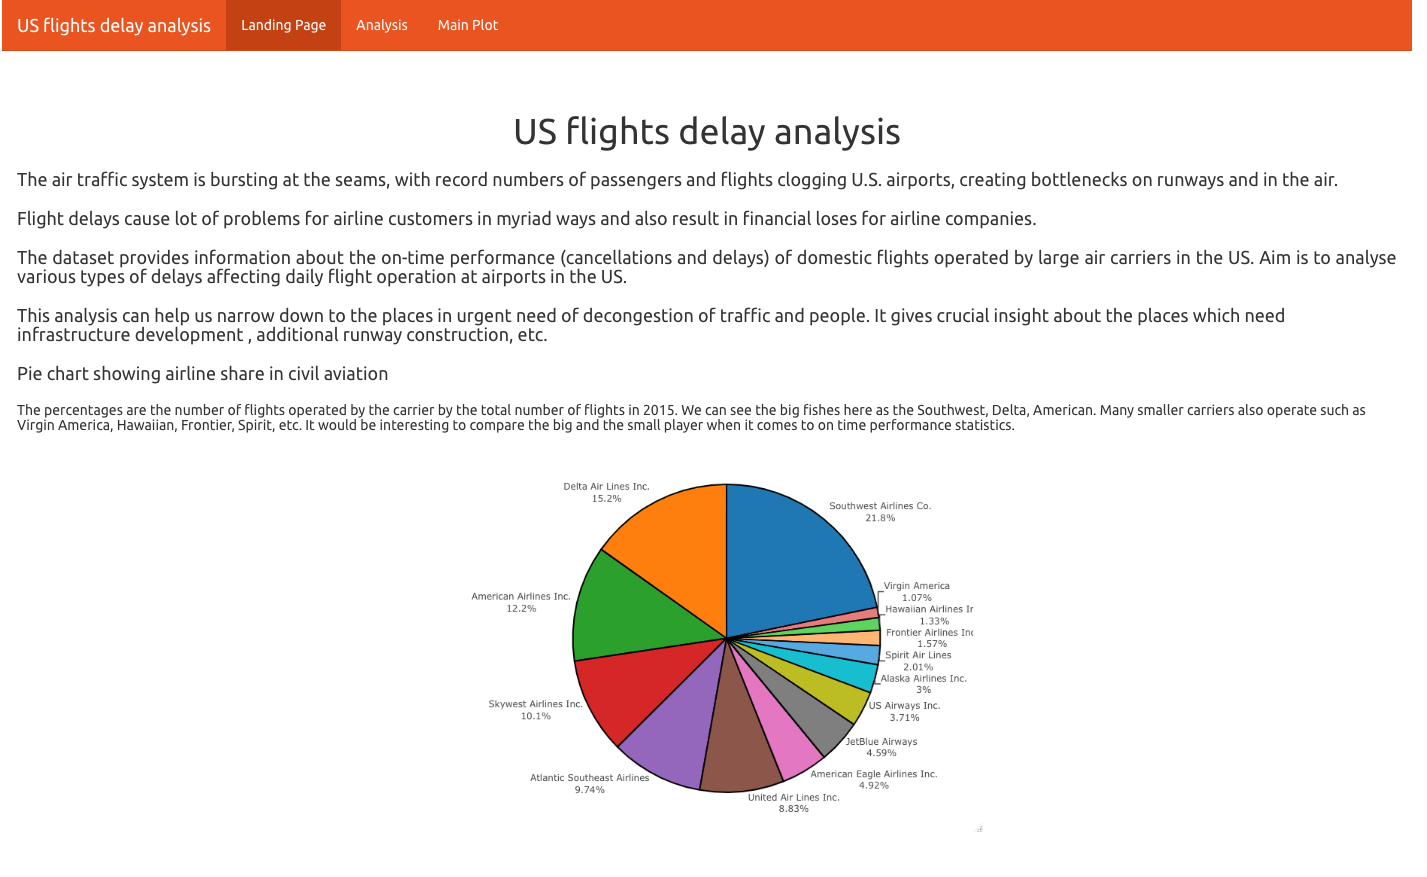 US flights delay analysis Landing Page Analysis Main Plot
US flights delay analysis
The air traffic system is bursting at the seams, with record numbers of passengers and flights clogging U.S. airports, creating bottlenecks on runways and in the air.
Flight delays cause lot of problems for airline customers in myriad ways and also result in financial loses for airline companies.
The dataset provides information about the on-time performance (cancellations and delays) of domestic flights operated by large air carriers in the US. Aim is to analyse
various types of delays affecting daily flight operation at airports in the US.
This analysis can help us narrow down to the places in urgent need of decongestion of traffic and people. It gives crucial insight about the places which need
infrastructure development , additional runway construction, etc.
Pie chart showing airline share in civil aviation
The percentages are the number of flights operated by the carrier by the total number of flights in 2015. We can see the big fishes here as the Southwest, Delta, American. Many smaller carriers also operate such as
Virgin America, Hawaiian, Frontier, Spirit, etc. It would be interesting to compare the big and the small player when it comes to on time performance statistics.
Delta Air Lines Inc.
15.2%
Southwest Airlines Co.
21.8%
Virgin America
1.07%
American Airlines Inc.
12.2%
Hawaiian Airlines Ir
1.33%
Frontier Airlines Inc
1.57%
Spirit Air Lines
2.01%
Alaska Airlines Inc.
3%
Skywest Airlines Inc.
10.1%
US Airways Inc.
3.71%
JetBlue Airways
4.59%
Atlantic Southeast Airlines
9.74%
American Eagle Airlines Inc.
4.92%
United Air Lines Inc.
8.83%